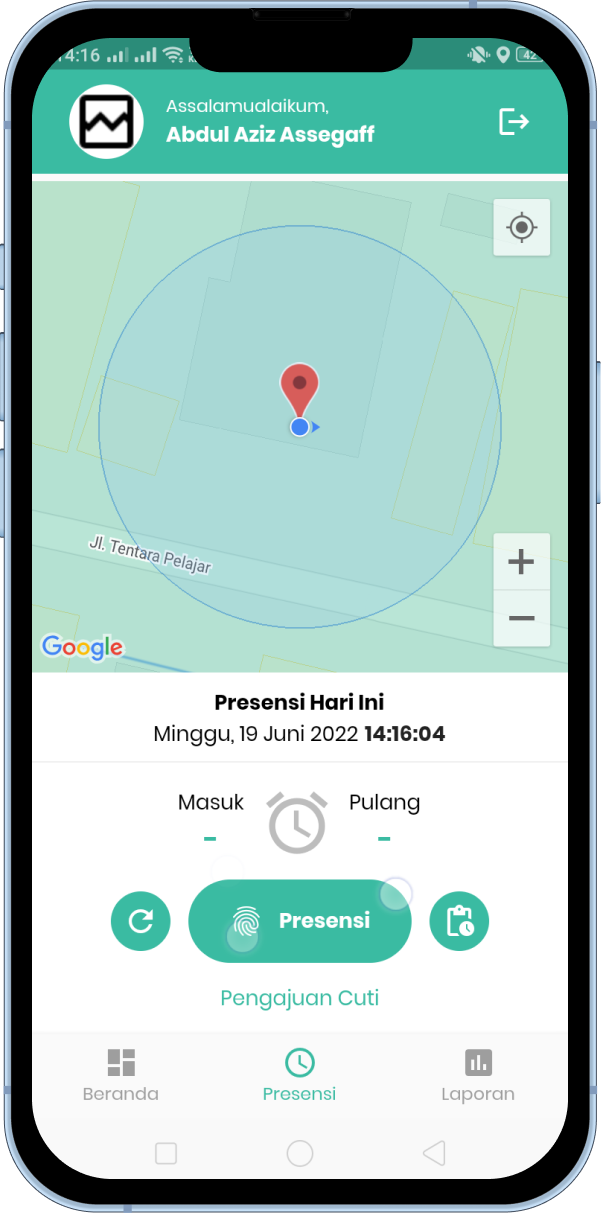 14:16
42
Assalamualaikum,
Abdul Aziz Assegaff
Jl. Tentara Pelajar
Google
Presensi Hari Ini
Minggu, 19 Juni 2022 14:16:04
Masuk
Pulang
-
-
Presensi
Pengajuan Cuti
Beranda
Presensi
Laporan